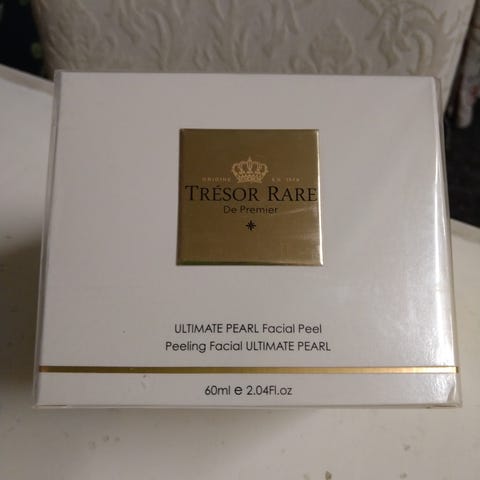 TRÉSOR RARE
De Premier
ULTIMATE PEARL Facial Peel
Peeling Facial ULTIMATE PEARL
60ml e 2.04Fl.oz